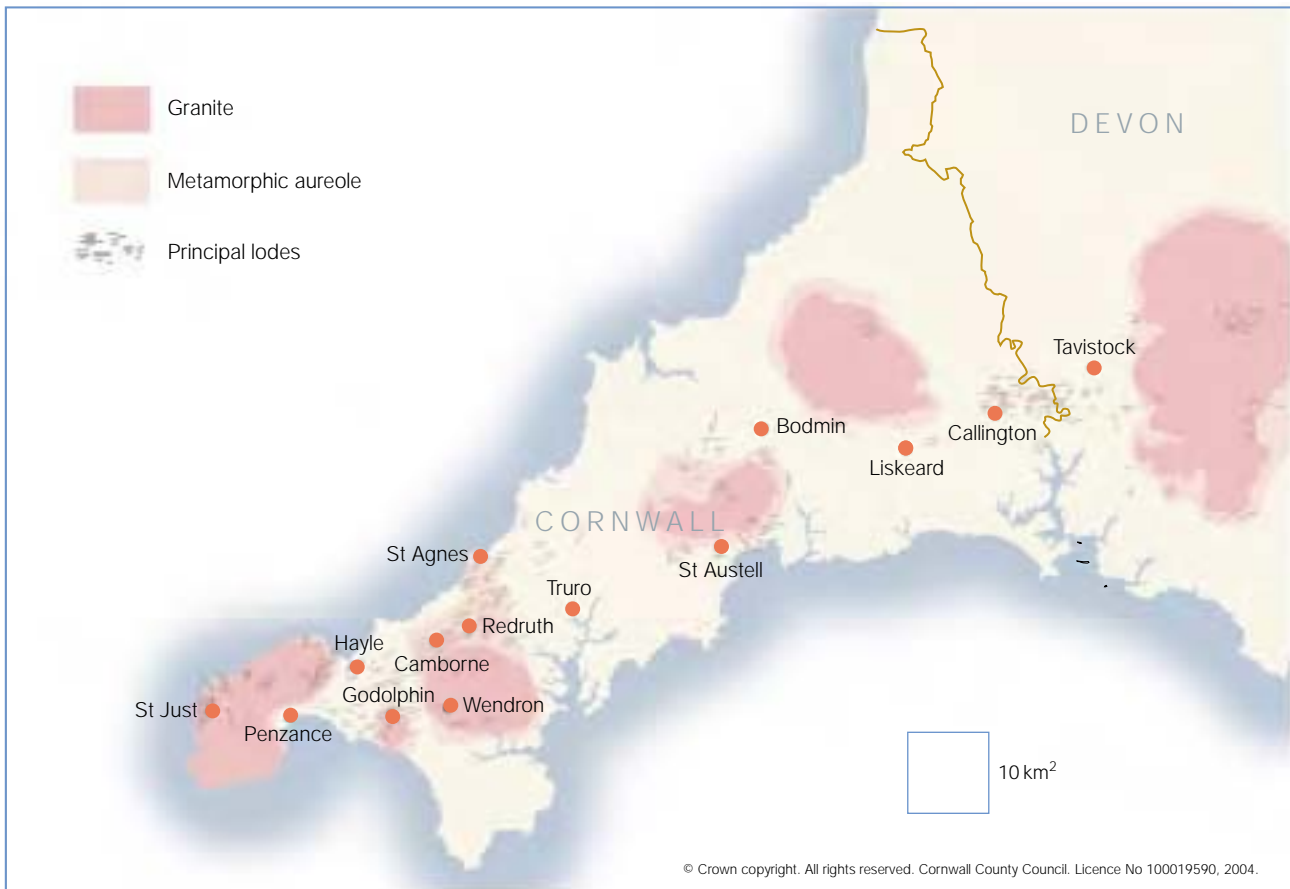 Granite
Metamorphic aureole
Principal lodes
DEVON
Tavistock
Bodmin
Callington
Liskeard
CORNWALL
St Agnes
St Austell
Truro
Redruth
Hayle
Camborne
Godolphin
Wendron
St Just
Penzance
10 km²
© Crown copyright. All rights reserved. Cornwall County Council. Licence No 100019590, 2004.